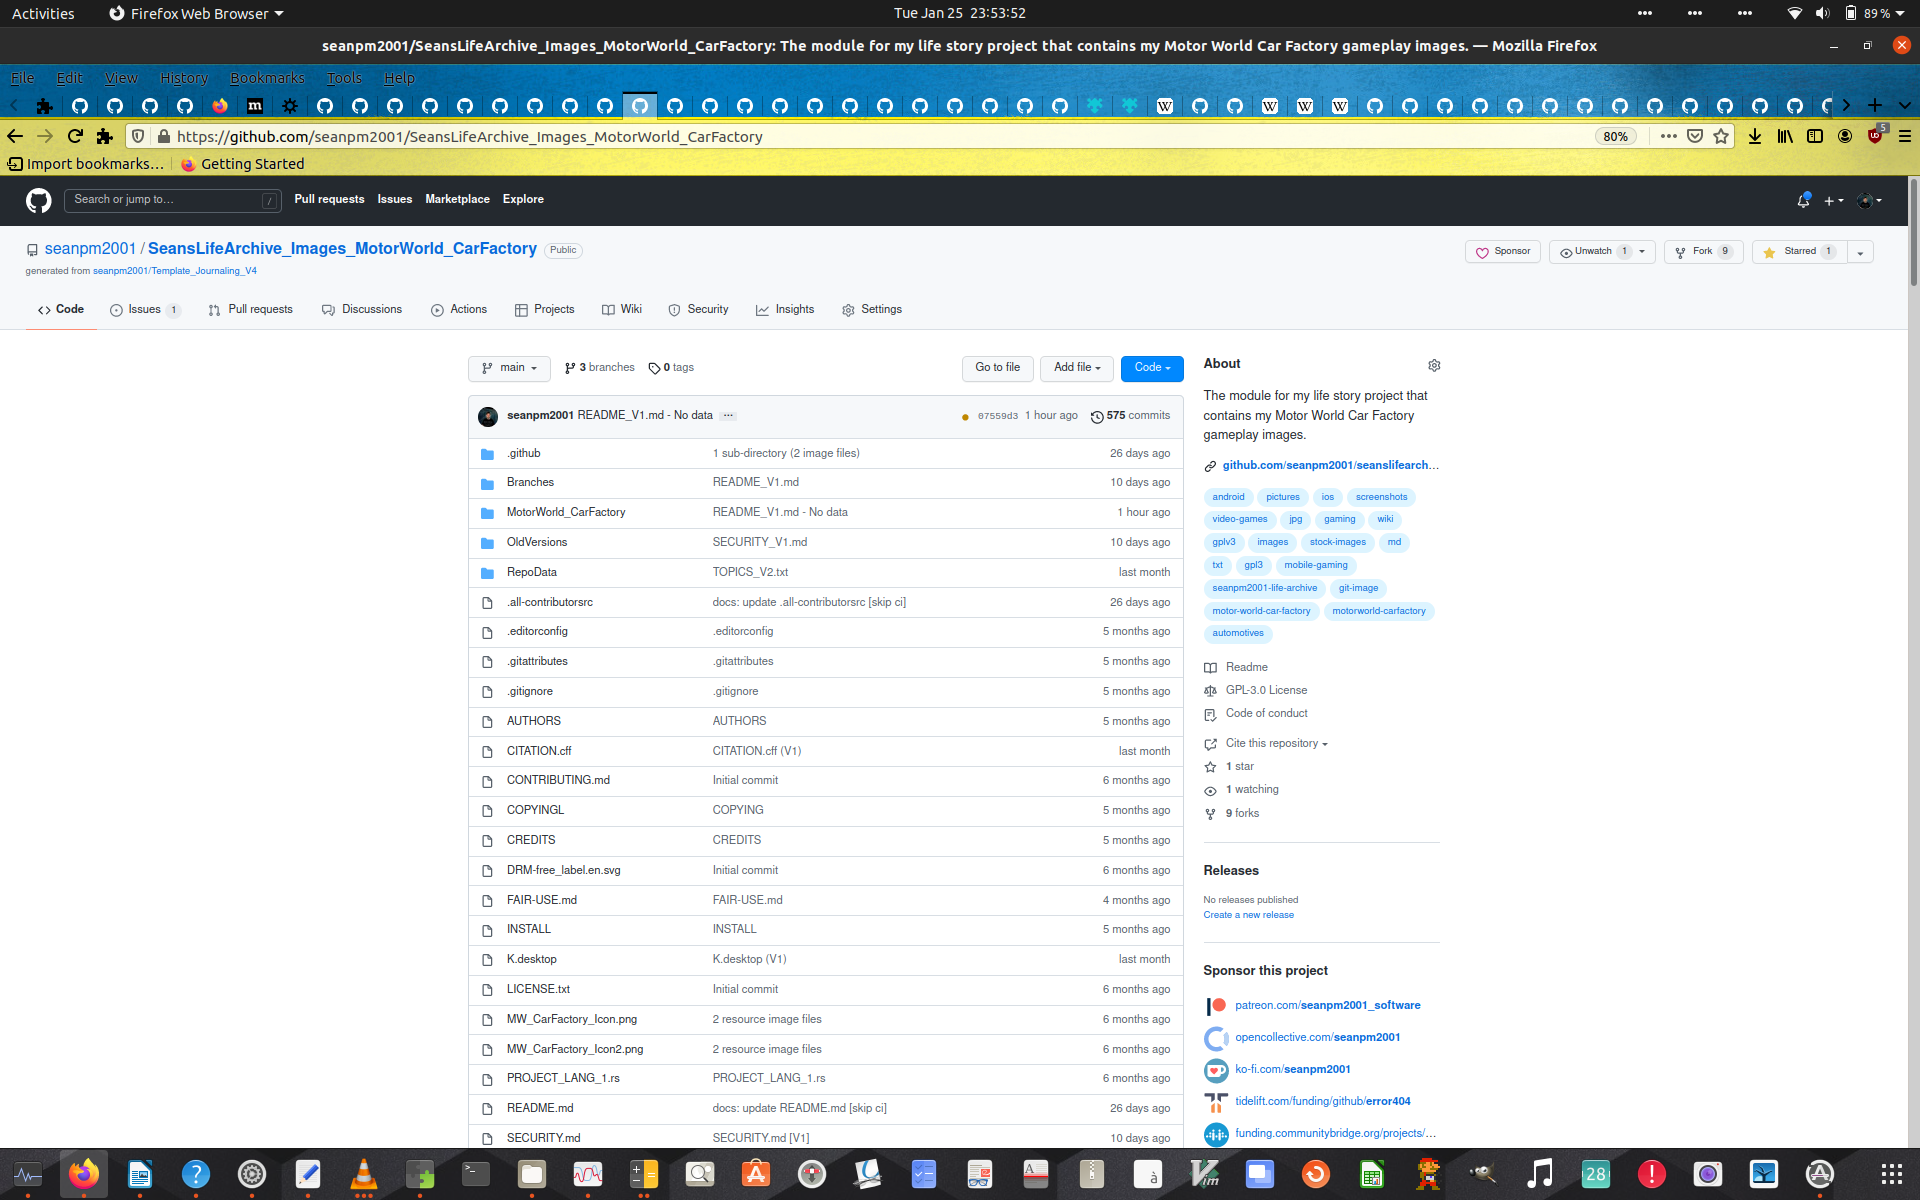 Activities
Firefox Web Browser
Tue Jan 25 23:53:52
89 %
seanpm2001/SeansLifeArchive_Images_MotorWorld_CarFactory: The module for my life story project that contains my Motor World Car Factory gameplay images. — Mozilla Firefox
File Edit View History Bookmarks Tools Help
https://github.com/seanpm2001/SeansLifeArchive_Images_MotorWorld_CarFactory
80%
5
Import bookmarks...
Getting Started
Search or jump to...
/
Pull requests Issues Marketplace Explore
seanpm2001 / SeansLifeArchive_Images_MotorWorld_CarFactory Public
generated from seanpm2001/Template_Journaling_V4
Sponsor
Unwatch 1
Fork 9
Starred 1
Code
Issues 1
Pull requests
Discussions
Actions
Projects
Wiki
Security
Insights
Settings
main
3 branches
0 tags
Go to file
Add file
Code
seanpm2001 README_V1.md - No data ...
07559d3 1 hour ago
575 commits
.github 1 sub-directory (2 image files) 26 days ago
Branches README_V1.md 10 days ago
MotorWorld_CarFactory README_V1.md - No data 1 hour ago
OldVersions SECURITY_V1.md 10 days ago
RepoData TOPICS_V2.txt last month
.all-contributorsrc docs: update .all-contributorsrc [skip ci] 26 days ago
.editorconfig .editorconfig 5 months ago
.gitattributes .gitattributes 5 months ago
.gitignore .gitignore 5 months ago
AUTHORS AUTHORS 5 months ago
CITATION.cff CITATION.cff (V1) last month
CONTRIBUTING.md Initial commit 6 months ago
COPYINGL COPYING 5 months ago
CREDITS CREDITS 5 months ago
DRM-free_label.en.svg Initial commit 6 months ago
FAIR-USE.md FAIR-USE.md 4 months ago
INSTALL INSTALL 5 months ago
K.desktop K.desktop (V1) last month
LICENSE.txt Initial commit 6 months ago
MW_CarFactory_Icon.png 2 resource image files 6 months ago
MW_CarFactory_Icon2.png 2 resource image files 6 months ago
PROJECT_LANG_1.rs PROJECT_LANG_1.rs 6 months ago
README.md docs: update README.md [skip ci] 26 days ago
SECURITY.md SECURITY.md [V1] 10 days ago
About
The module for my life story project that
contains my Motor World Car Factory
gameplay images.
github.com/seanpm2001/seanslifearch...
android pictures ios screenshots
video-games jpg gaming wiki
gplv3 images stock-images md
txt gpl3 mobile-gaming
seanpm2001-life-archive git-image
motor-world-car-factory motorworld-carfactory
automotives
Readme
GPL-3.0 License
Code of conduct
Cite this repository
1 star
1 watching
9 forks
Releases
No releases published
Create a new release
Sponsor this project
patreon.com/seanpm2001_software
opencollective.com/seanpm2001
ko-fi.com/seanpm2001
tidelift.com/funding/github/error404
funding.communitybridge.org/projects/...
28